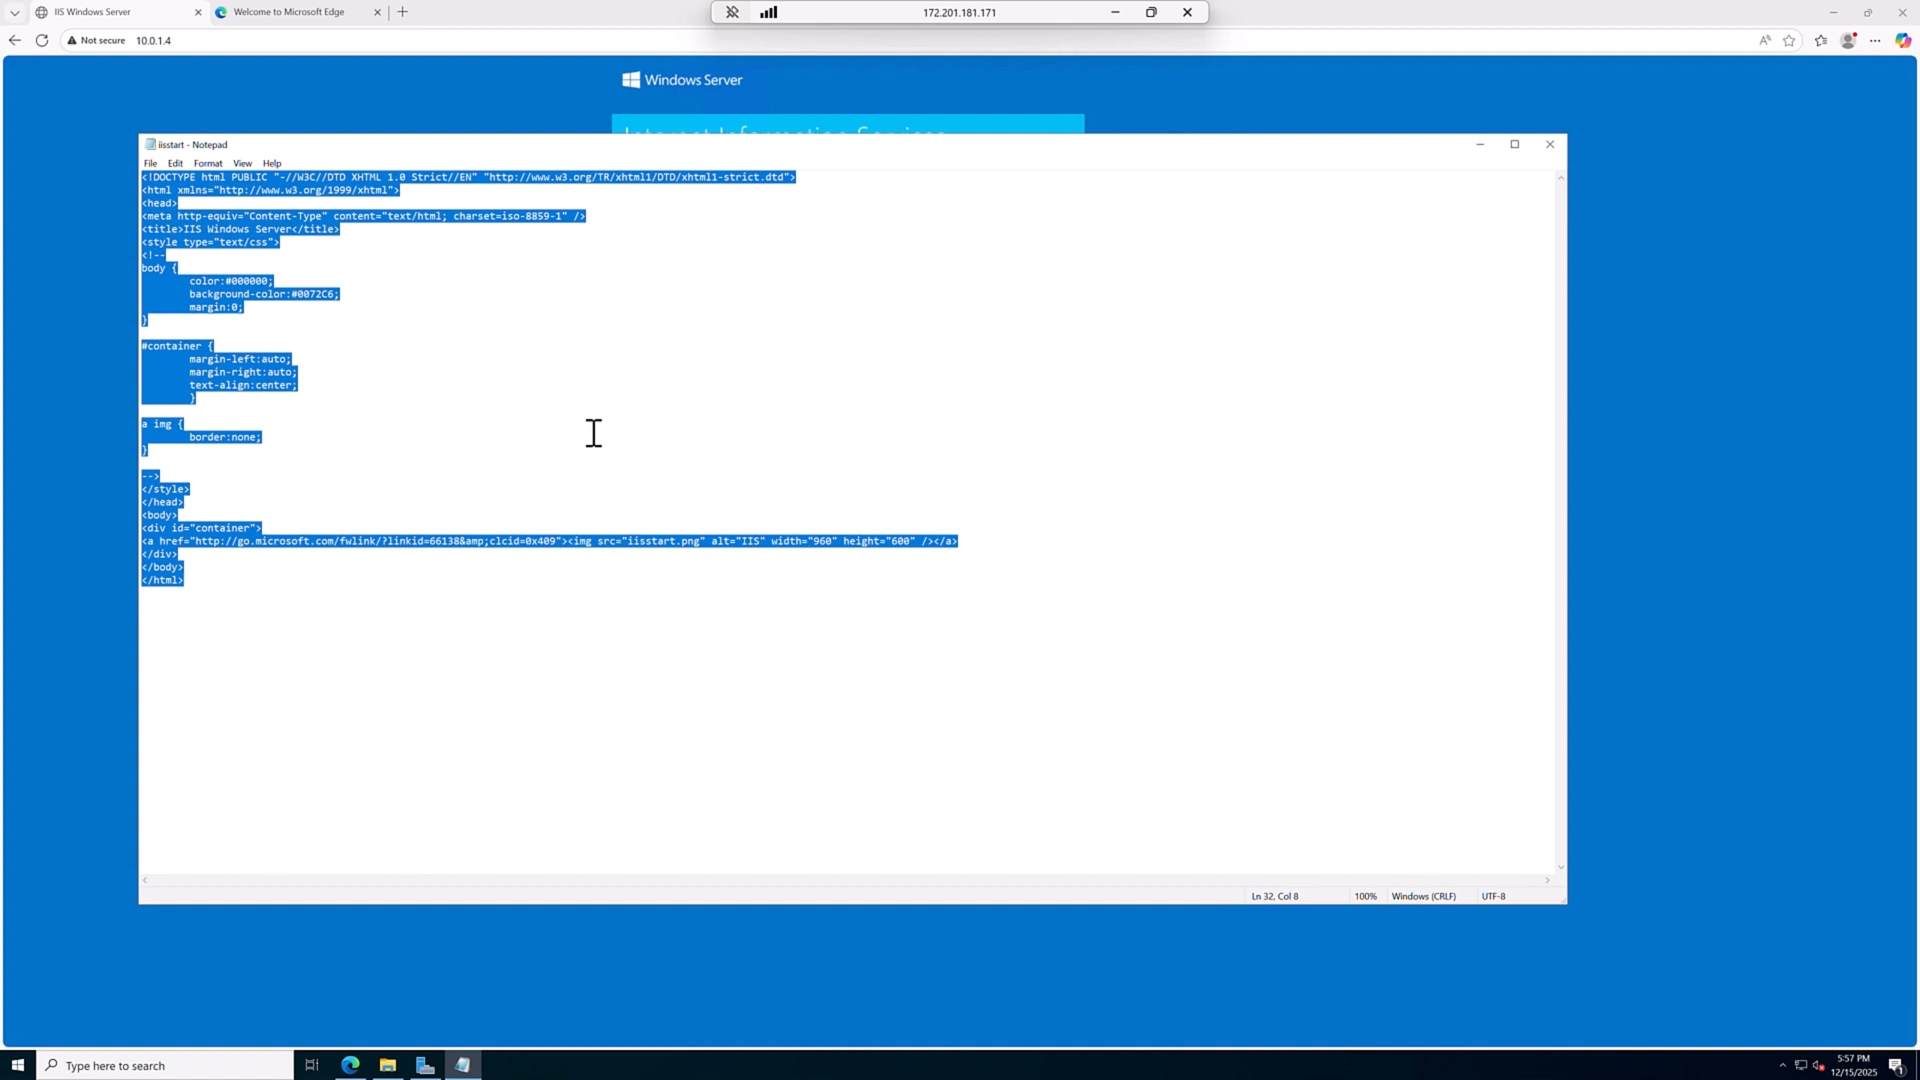 IIS Windows Server
Welcome to Microsoft Edge
172.201.181.171
Not secure
10.0.1.4
Windows Server
Internet Information Services
iisstart - Notepad
File Edit Format View Help
<!DOCTYPE html PUBLIC "-//W3C//DTD XHTML 1.0 Strict//EN" "http://www.w3.org/TR/xhtml1/DTD/xhtml1-strict.dtd">
<html xmlns="http://www.w3.org/1999/xhtml">
<head>
<meta http-equiv="Content-Type" content="text/html; charset=iso-8859-1" />
<title>IIS Windows Server</title>
<style type="text/css">
<!--
body {
color:#000000;
background-color:#0072C6;
margin:0;
}
#container {
margin-left:auto;
margin-right:auto;
text-align:center;
}
a img {
border:none;
}
-->
</style>
</head>
<body>
<div id="container">
<a href="http://go.microsoft.com/fwlink/?linkid=66138&amp;clcid=0x409"><img src="iisstart.png" alt="IIS" width="960" height="600" /></a>
</div>
</body>
</html>
Ln 32, Col 8
100%
Windows (CRLF)
UTF-8
Type here to search
5:57 PM
12/15/2025
1